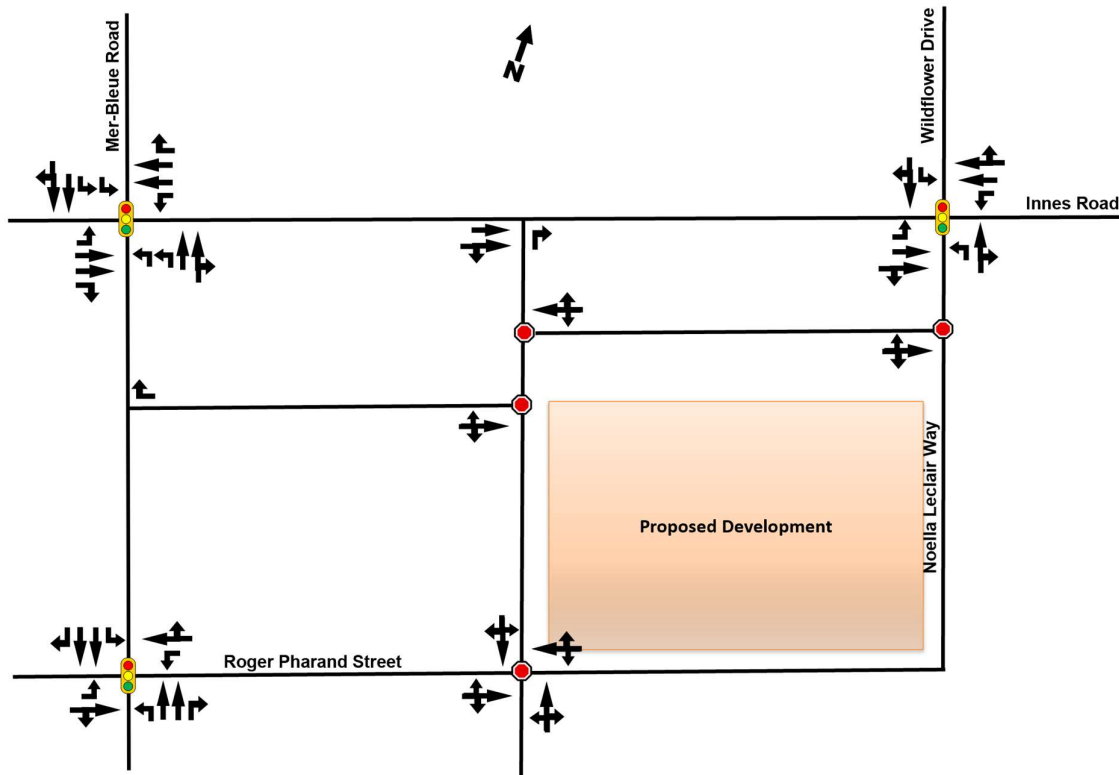 Mer-Bleue Road
N
Wildflower Drive
Innes Road
Proposed Development
Noella Leclair Way
Roger Pharand Street